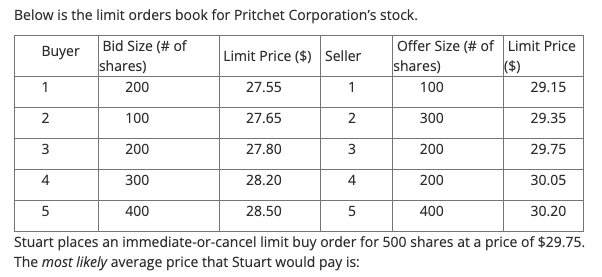 Below is the limit orders book for Pritchet Corporation’s stock.
Buyer Bid Size (# of shares) Limit Price ($) Seller Offer Size (# of shares) Limit Price ($)
1 200 27.55 1 100 29.15
2 100 27.65 2 300 29.35
3 200 27.80 3 200 29.75
4 300 28.20 4 200 30.05
5 400 28.50 5 400 30.20
Stuart places an immediate-or-cancel limit buy order for 500 shares at a price of $29.75.
The most likely average price that Stuart would pay is: